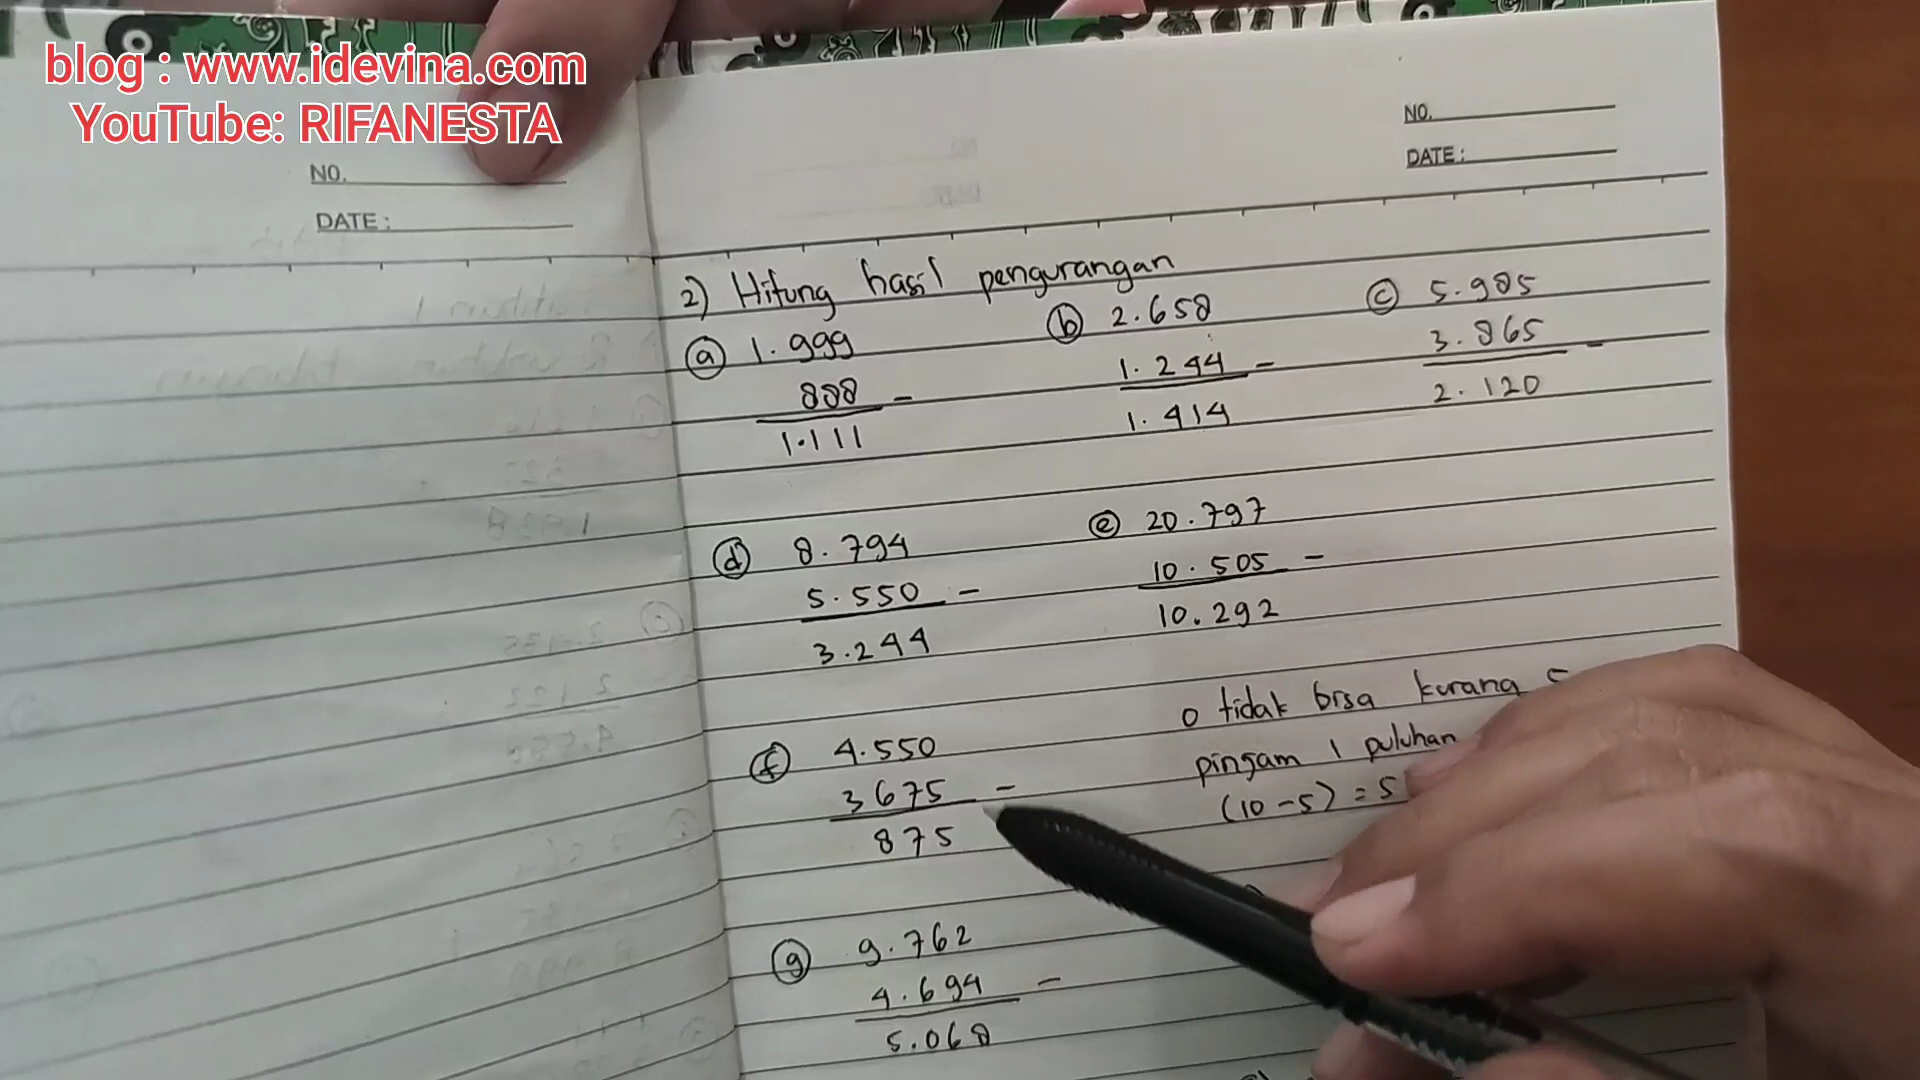 blog : www.idevina.com
YouTube: RIFANESTA
NO.
DATE :
NO.
DATE :
2) Hitung hasil pengurangan
(a) 1.999
888 -
1.111
(b) 2.658
1.244 -
1.414
(c) 5.985
3.865 -
2.120
(d) 8.794
5.550 -
3.244
(e) 20.797
10.505 -
10.292
(f) 4.550
3675 -
875
0 tidak bisa kurang 5
pinjam 1 puluhan
(10-5) = 5
(g) 9.762
4.694 -
5.068